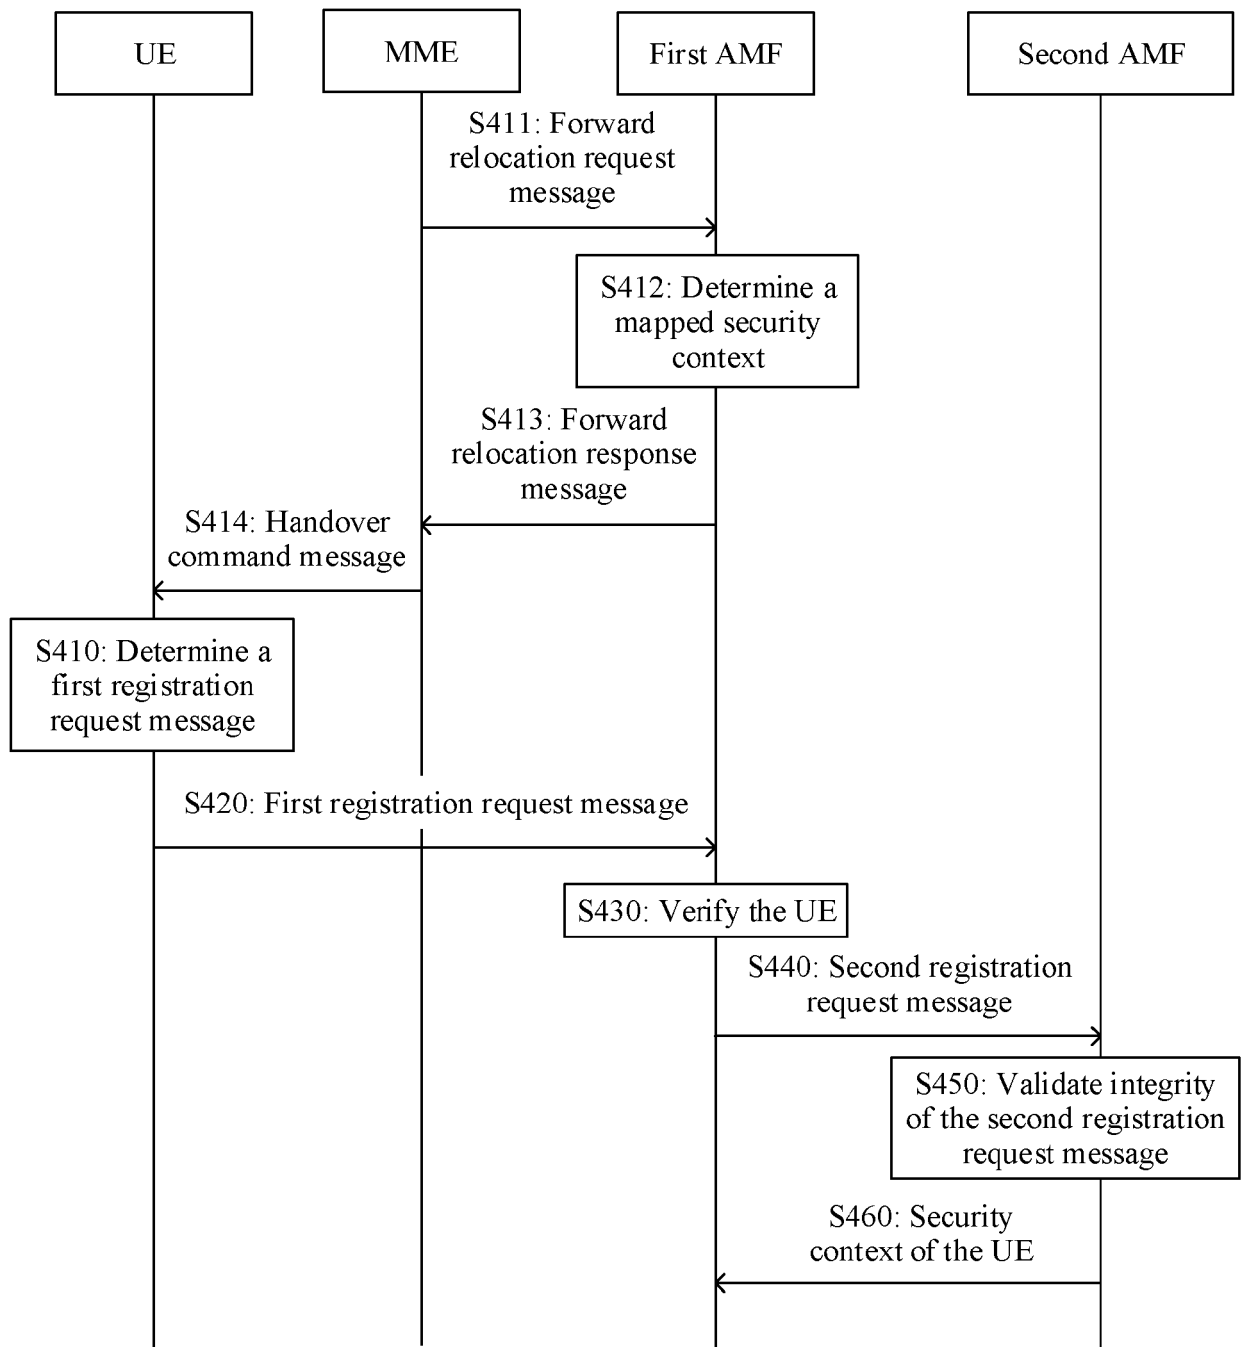 UE
MME
First AMF
Second AMF
S411: Forward
relocation request
message
S412: Determine a
mapped security
context
S413: Forward
relocation response
message
S414: Handover
command message
S410: Determine a
first registration
request message
S420: First registration request message
S430: Verify the UE
S440: Second registration
request message
S450: Validate integrity
of the second registration
request message
S460: Security
context of the UE